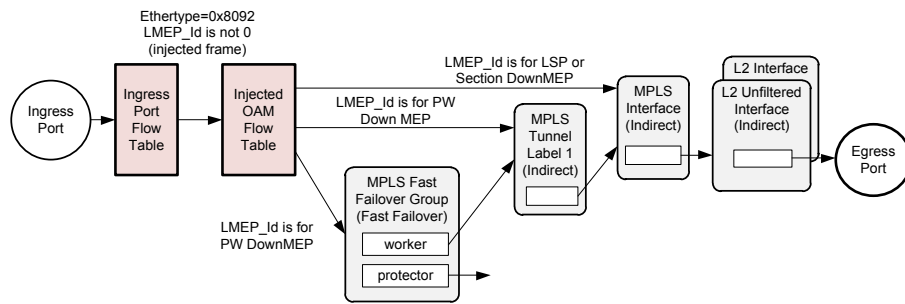 Ethertype=0x8092
LMEP_Id is not 0
(injected frame)
Ingress
Port
Ingress
Port
Flow
Table
Injected
OAM
Flow
Table
LMEP_Id is for LSP or
Section DownMEP
LMEP_Id is for PW
Down MEP
LMEP_Id is for
PW DownMEP
MPLS Fast
Failover Group
(Fast Failover)
worker
protector
MPLS
Tunnel
Label 1
(Indirect)
MPLS
Interface
(Indirect)
L2 Interface
L2 Unfiltered
Interface
(Indirect)
Egress
Port